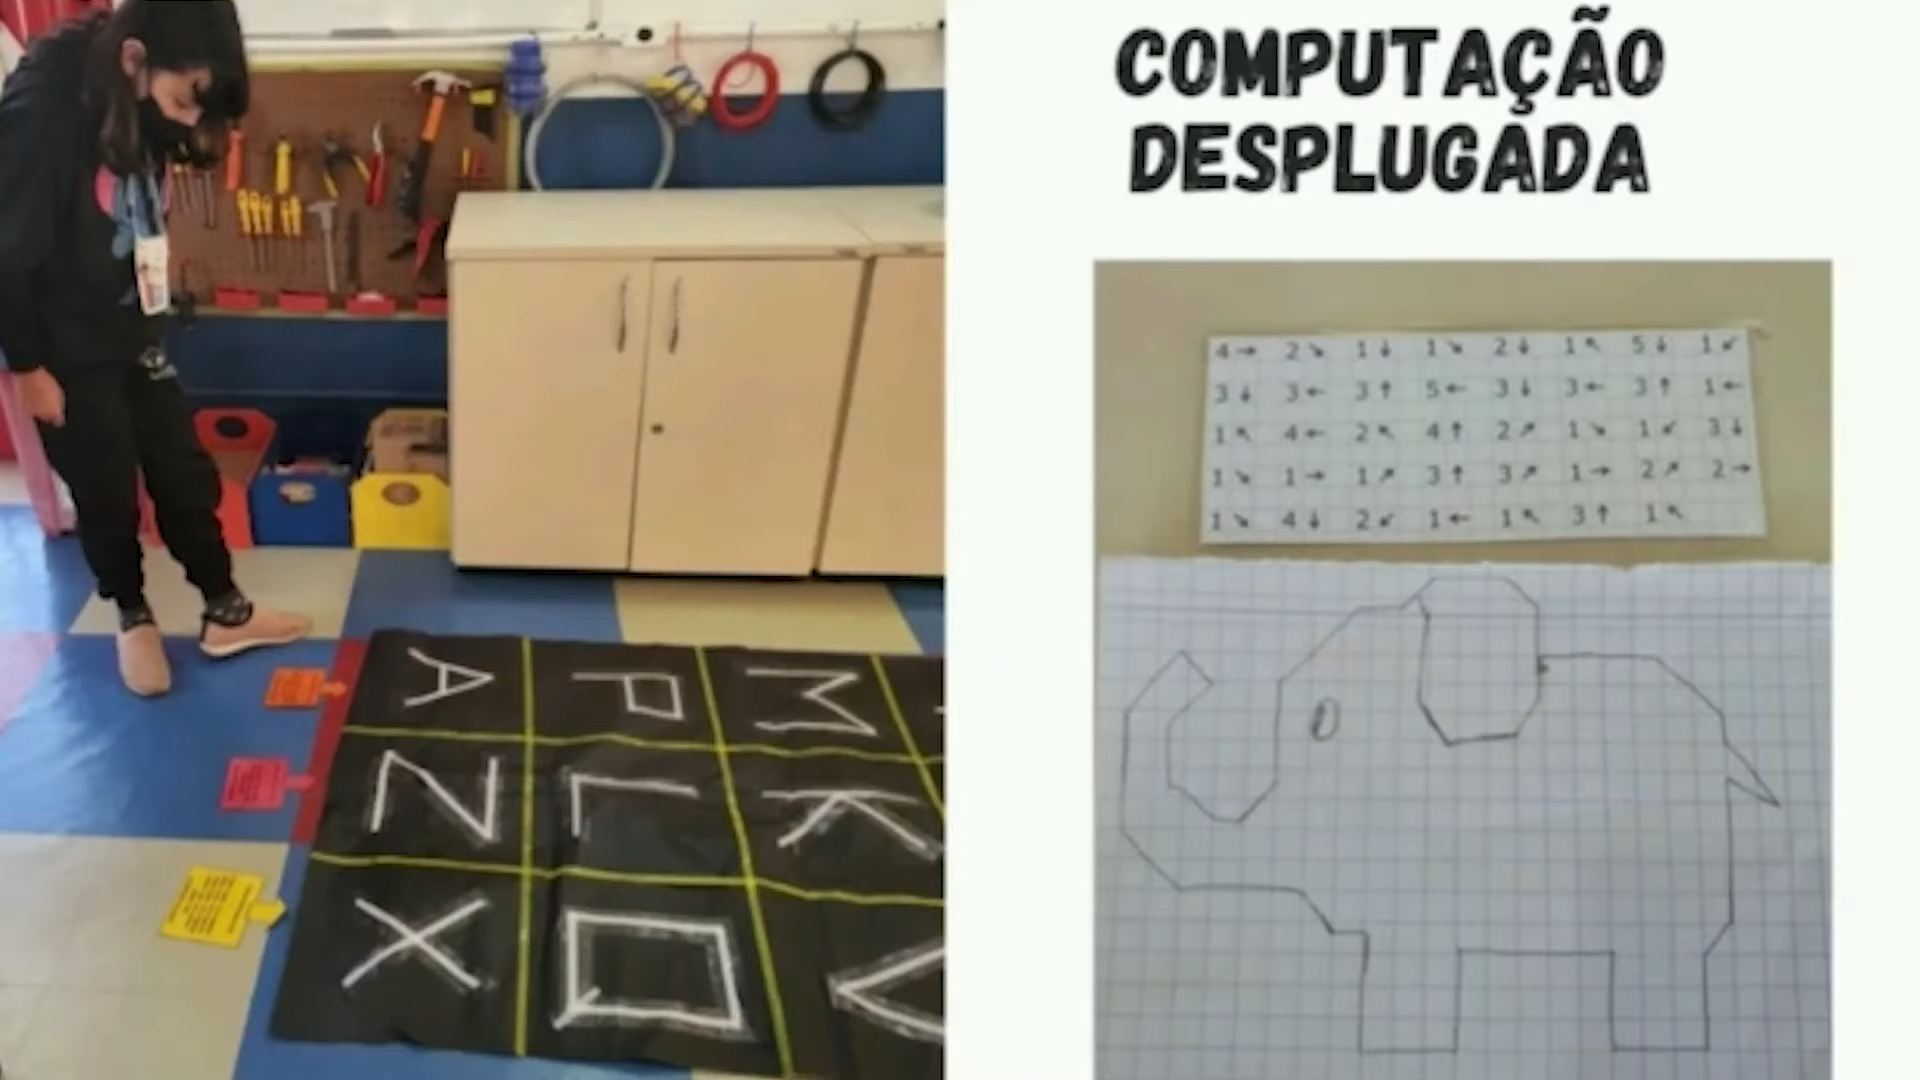 COMPUTAÇÃO
DESPLUGADA
4→ 2↘ 1↓ 1↘ 2↓ 1↖ 5↓ 1↙
3↓ 3← 3↑ 5← 3↓ 3← 3↑ 1←
1↖ 4← 2↖ 4↑ 2↗ 1↘ 1↙ 3↓
1↘ 1→ 1↗ 3↑ 3↗ 1→ 2↗ 2→
1↘ 4↓ 2↙ 1← 1↖ 3↑ 1↖
A P M
Z L K
X